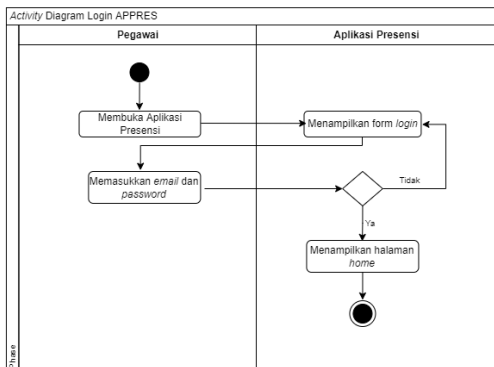 Activity Diagram Login APPRES
Pegawai
Aplikasi Presensi
Membuka Aplikasi
Presensi
Menampilkan form login
Memasukkan email dan
password
Tidak
Ya
Menampilkan halaman
home
Phase